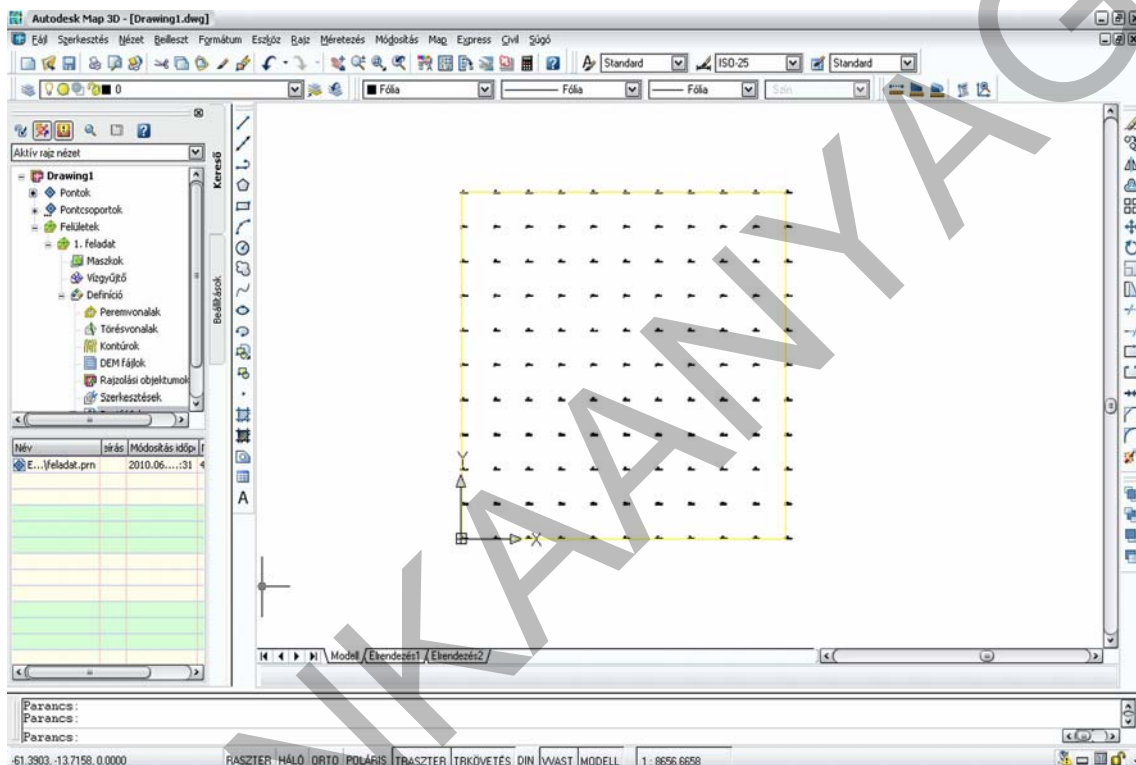 Autodesk Map 3D - [Drawing1.dwg]
Fájl Szerkesztés Nézet Beilleszt Formátum Eszköz Rajz Méretezés Módosítás Map Express Civil Súgó
Standard ISO-25 Standard
0 Fólia Fólia Fólia Szín
Aktív rajz nézet
Kereső
Beállítások
Drawing1
Pontok
Pontcsoportok
Felületek
1. feladat
Maszkok
Vízgyűjtő
Definíció
Peremvonalak
Törésvonalak
Kontúrok
DEM fájlok
Rajzolási objektumok
Szerkesztések
Név Módosítás
E...\feladat.prn 2010.06....:31 4
Y
X
A
Modell Elrendezés1 Elrendezés2
Parancs:
Parancs:
Parancs:
-61.3903, -13.7158, 0.0000 RASZTER HÁLÓ ORTO POLÁRIS TRASZTER TRKÖVETÉS DIN VVAST MODELL 1 : 8656.6658
NKAANYAG